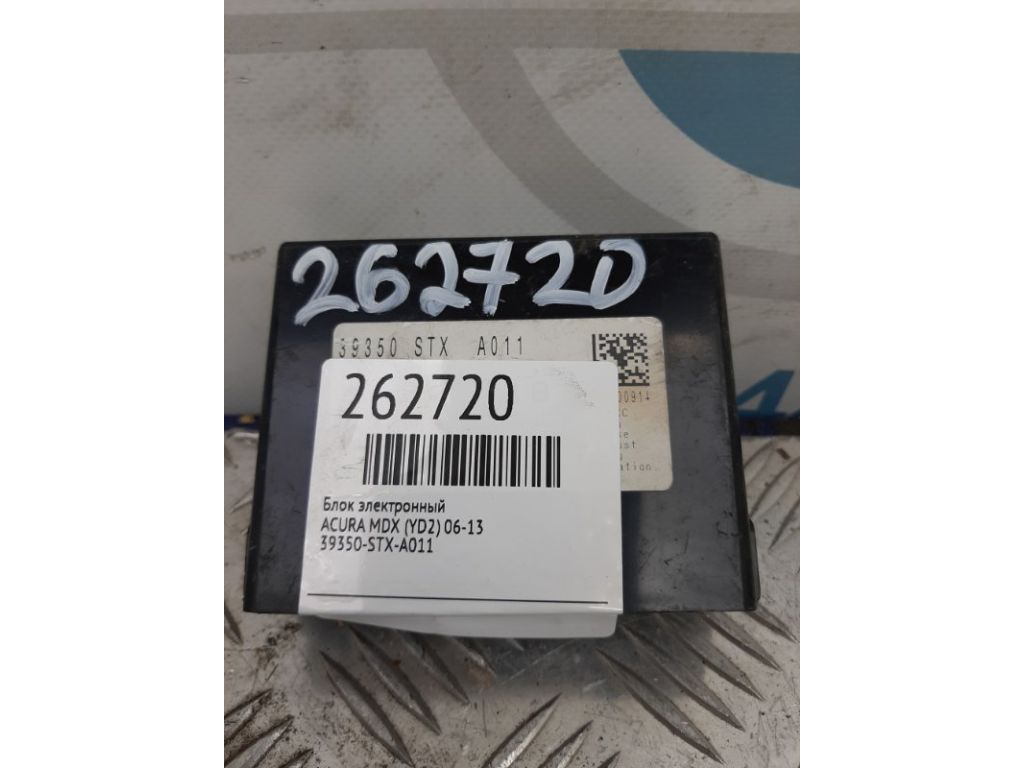 262720
39350 STX A011
262720
Блок электронный
ACURA MDX (YD2) 06-13
39350-STX-A011